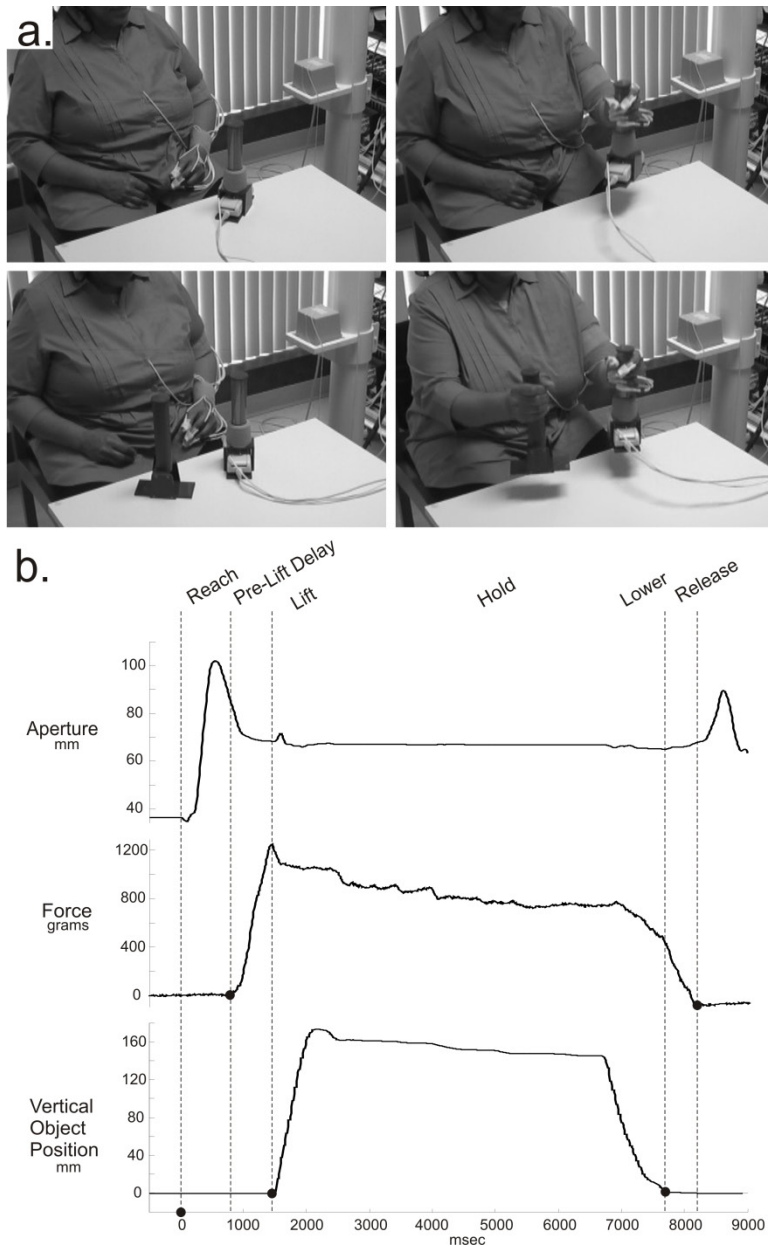 a.
b.
Reach
Pre-Lift Delay
Lift
Hold
Lower
Release
100
80
60
40
Aperture
mm
1200
800
400
0
Force
grams
160
120
80
40
0
Vertical
Object
Position
mm
0 1000 2000 3000 4000 5000 6000 7000 8000 9000
msec